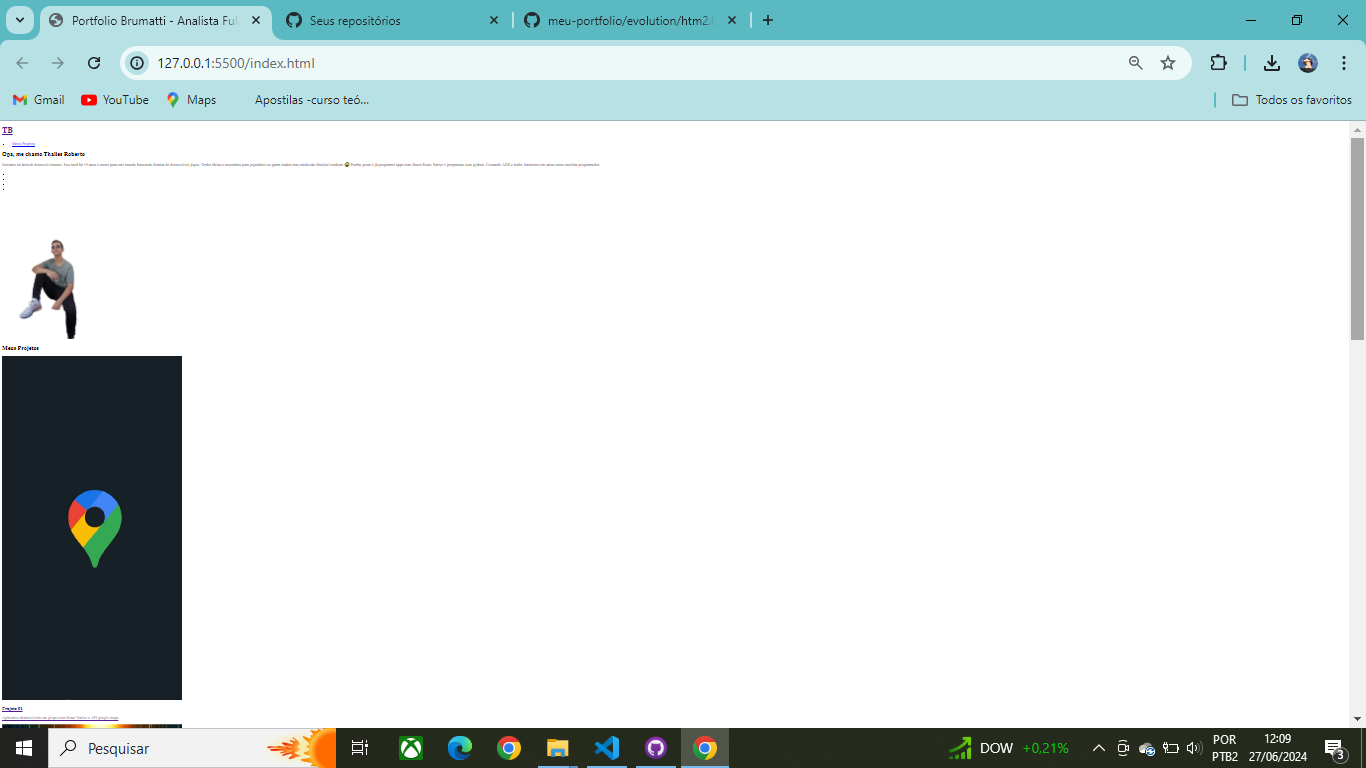 Portfolio Brumatti - Analista Ful
Seus repositórios
meu-portfolio/evolution/htm2.
127.0.0.1:5500/index.html
Gmail
YouTube
Maps
Apostilas -curso teó...
Todos os favoritos
TB
Meus Projetos
Opa, me chamo Thalles Roberto
Meus Projetos
Projeto 01
Pesquisar
DOW +0,21%
POR
PTB2
12:09
27/06/2024
3